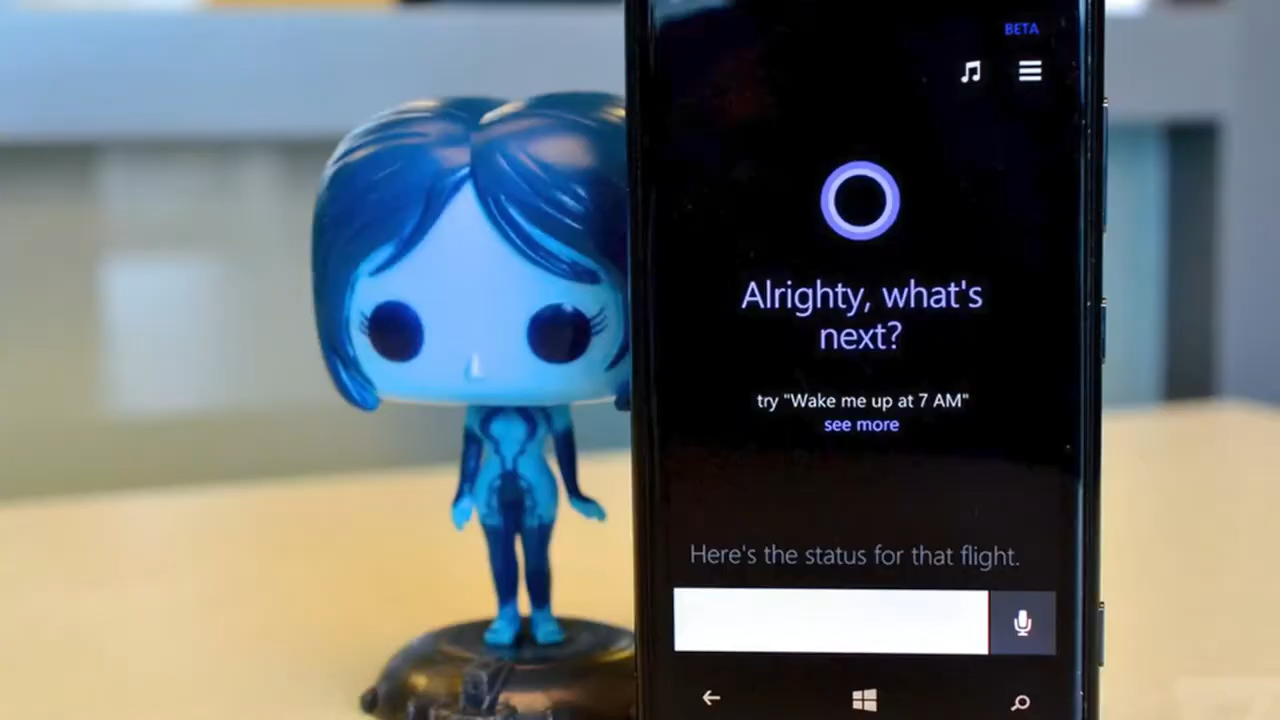 BETA
Alrighty, what's
next?
try "Wake me up at 7 AM"
see more
Here's the status for that flight.